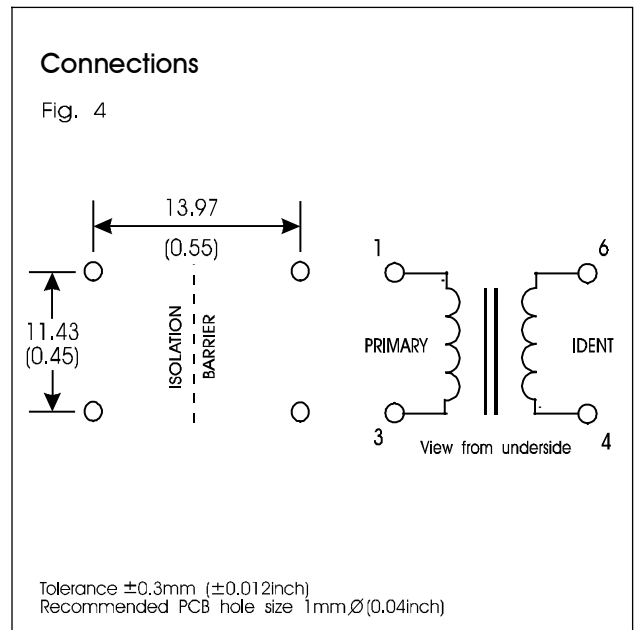 Connections
Fig. 4
13.97
(0.55)
11.43
(0.45)
ISOLATION
BARRIER
1
6
PRIMARY
IDENT
3
4
View from underside
Tolerance ±0.3mm (±0.012inch)
Recommended PCB hole size 1mmØ(0.04inch)